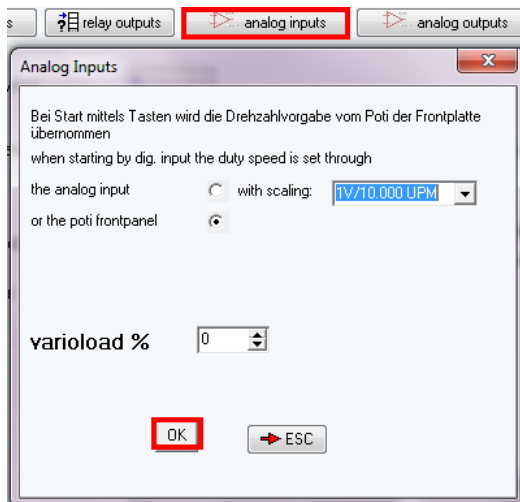 s
relay outputs
analog inputs
analog outputs
Analog Inputs
Bei Start mittels Tasten wird die Drehzahlvorgabe vom Poti der Frontplatte
übernommen
when starting by dig. input the duty speed is set through
the analog input
with scaling:
1V/10.000 UPM
or the poti frontpanel
varioload %
0
OK
ESC